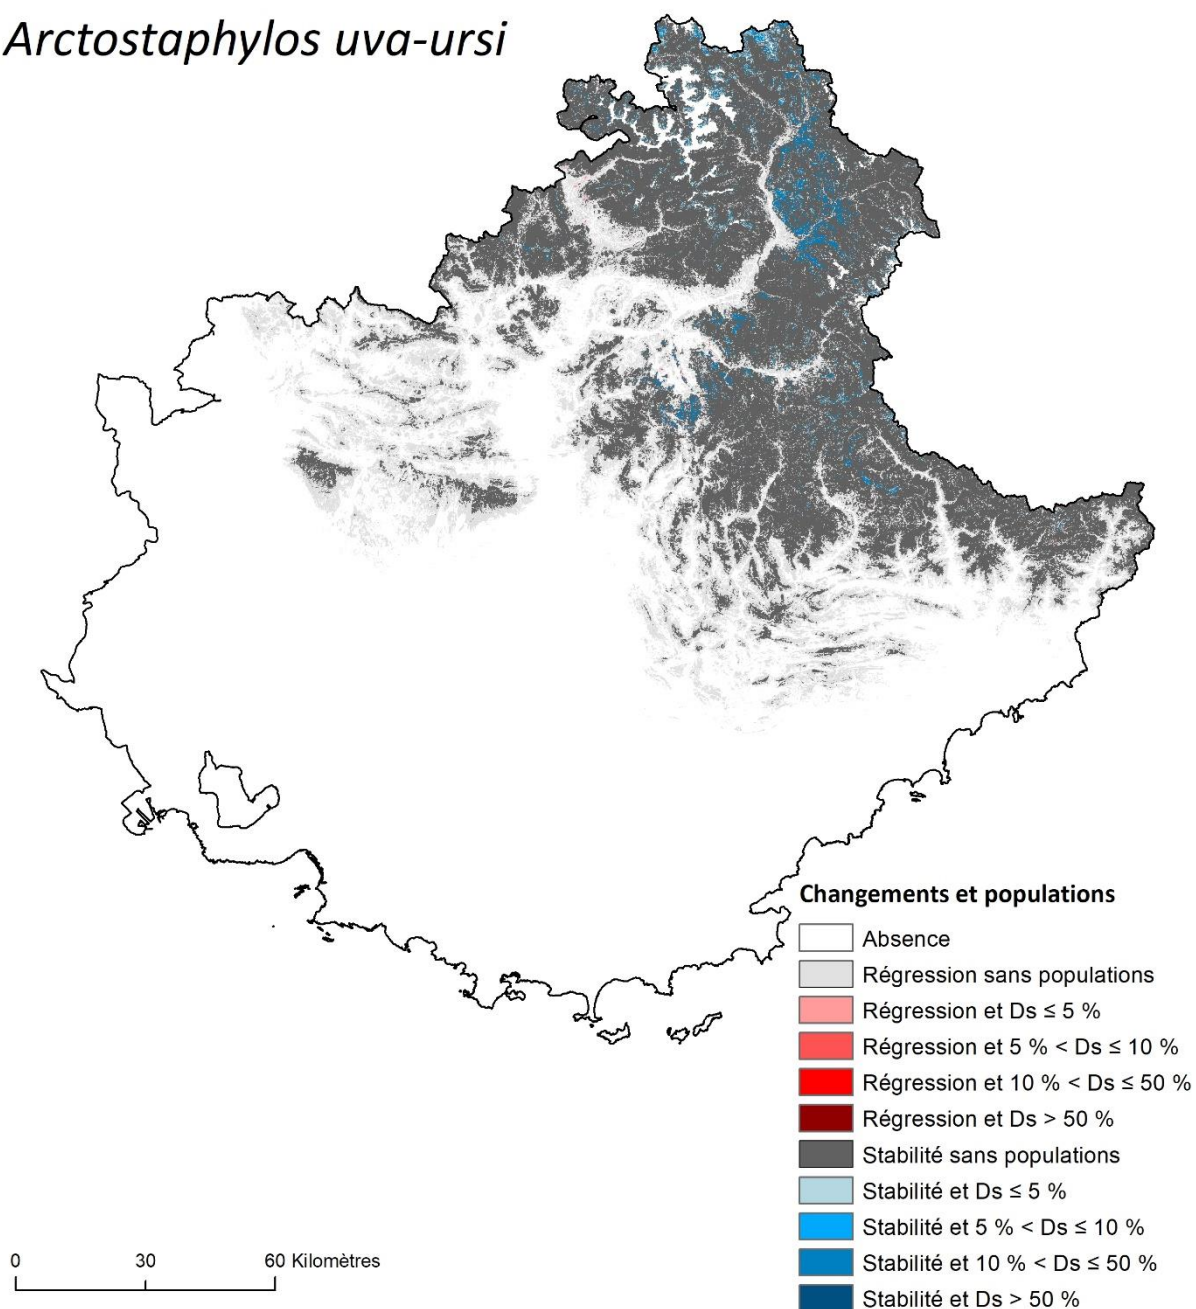 Arctostaphylos uva-ursi
Changements et populations
Absence
Régression sans populations
Régression et Ds ≤ 5 %
Régression et 5 % < Ds ≤ 10 %
Régression et 10 % < Ds ≤ 50 %
Régression et Ds > 50 %
Stabilité sans populations
Stabilité et Ds ≤ 5 %
Stabilité et 5 % < Ds ≤ 10 %
Stabilité et 10 % < Ds ≤ 50 %
Stabilité et Ds > 50 %
0 30 60 Kilomètres